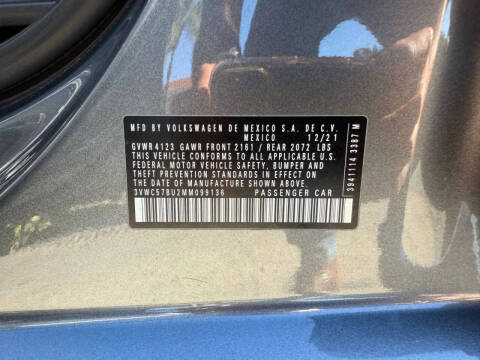 MFD BY VOLKSWAGEN DE MEXICO S.A. DE C.V.
MEXICO 12/21
GVWR 4123 GAWR FRONT 2161 / REAR 2072 LBS
THIS VEHICLE CONFORMS TO ALL APPLICABLE U.S.
FEDERAL MOTOR VEHICLE SAFETY, BUMPER AND
THEFT PREVENTION STANDARDS IN EFFECT ON
THE DATE OF MANUFACTURE SHOWN ABOVE.
3VWC57BU2MM099136 PASSENGER CAR
3941114 3387 M